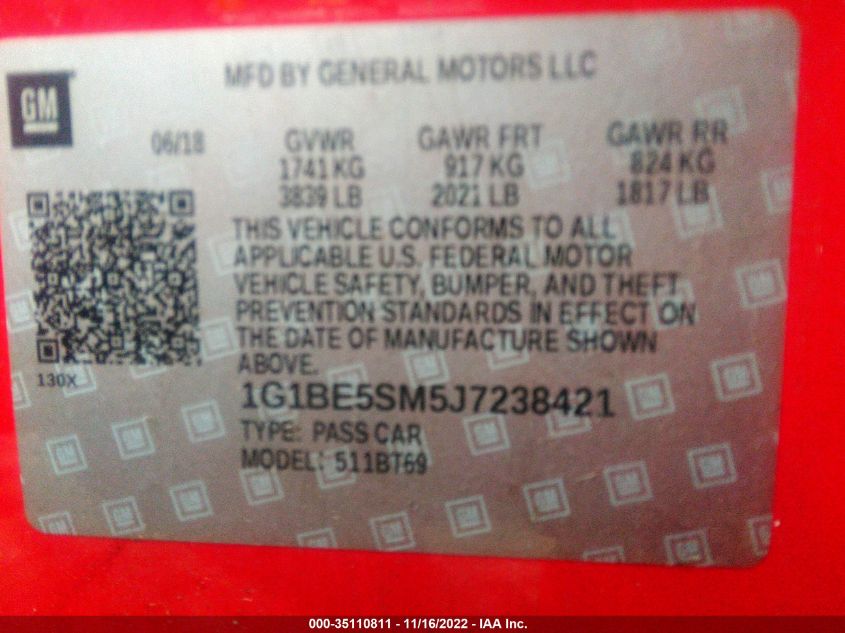 MFD BY GENERAL MOTORS LLC
GM
06/18 GVWR GAWR FRT GAWR RR
1741 KG 917 KG 824 KG
3839 LB 2021 LB 1817 LB
THIS VEHICLE CONFORMS TO ALL
APPLICABLE U.S. FEDERAL MOTOR
VEHICLE SAFETY, BUMPER, AND THEFT
PREVENTION STANDARDS IN EFFECT ON
THE DATE OF MANUFACTURE SHOWN
ABOVE.
130X
1G1BE5SM5J7238421
TYPE: PASS CAR
MODEL: 511BT69
000-35110811 - 11/16/2022 - IAA Inc.